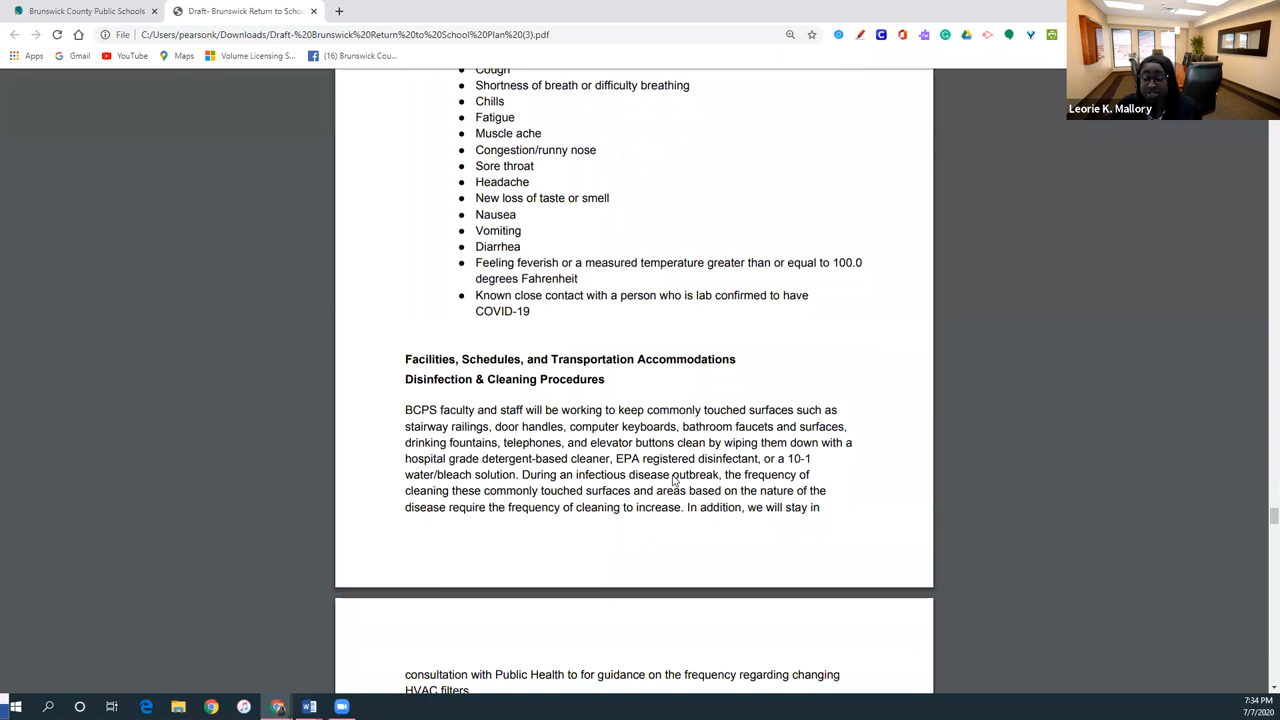 Brunswick County Public Schools
Draft- Brunswick Return to Scho
File
C:/Users/pearsonk/Downloads/Draft-%20Brunswick%20Return%20to%20School%20Plan%20(3).pdf
Apps
Gmail
YouTube
Maps
Volume Licensing S...
(16) Brunswick Cou...
Leorie K. Mallory
Cough
● Shortness of breath or difficulty breathing
● Chills
● Fatigue
● Muscle ache
● Congestion/runny nose
● Sore throat
● Headache
● New loss of taste or smell
● Nausea
● Vomiting
● Diarrhea
● Feeling feverish or a measured temperature greater than or equal to 100.0
degrees Fahrenheit
● Known close contact with a person who is lab confirmed to have
COVID-19
Facilities, Schedules, and Transportation Accommodations
Disinfection & Cleaning Procedures
BCPS faculty and staff will be working to keep commonly touched surfaces such as
stairway railings, door handles, computer keyboards, bathroom faucets and surfaces,
drinking fountains, telephones, and elevator buttons clean by wiping them down with a
hospital grade detergent-based cleaner, EPA registered disinfectant, or a 10-1
water/bleach solution. During an infectious disease outbreak, the frequency of
cleaning these commonly touched surfaces and areas based on the nature of the
disease require the frequency of cleaning to increase. In addition, we will stay in
consultation with Public Health to for guidance on the frequency regarding changing
HVAC filters
7:34 PM
7/7/2020